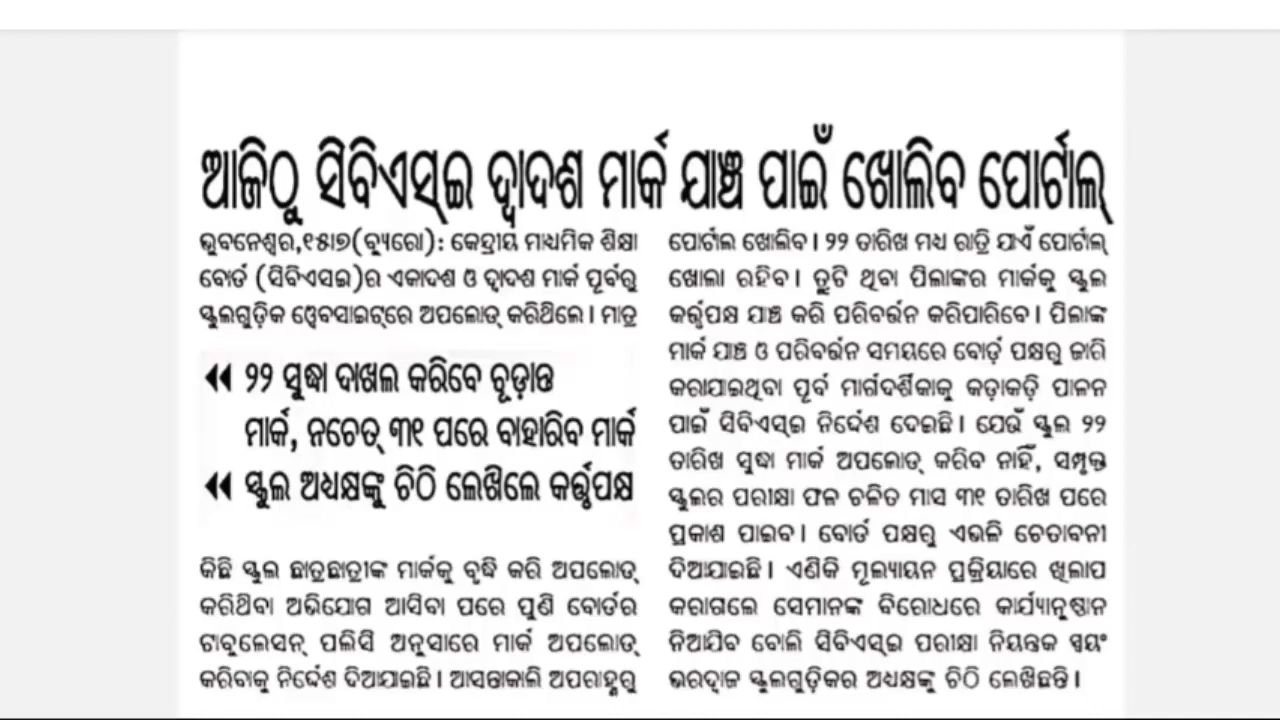 ଆଜିଠୁ ସିବିଏସ୍‌ଇ ଦ୍ୱାଦଶ ମାର୍କ ଯାଞ୍ଚ ପାଇଁ ଖୋଲିବ ପୋର୍ଟାଲ୍
ଭୁବନେଶ୍ୱର,୧୫ା୭(ବ୍ୟୁରୋ): କେନ୍ଦ୍ରୀୟ ମାଧ୍ୟମିକ ଶିକ୍ଷା
ବୋର୍ଡ (ସିବିଏସଇ)ର ଏକାଦଶ ଓ ଦ୍ୱାଦଶ ମାର୍କ ପୂର୍ବରୁ
ସ୍କୁଲଗୁଡ଼ିକ ୱେବସାଇଟ୍‌ରେ ଅପଲୋଡ୍ କରିଥିଲେ। ମାତ୍ର
୨୨ ସୁଦ୍ଧା ଦାଖଲ କରିବେ ଚୂଡ଼ାନ୍ତ
ମାର୍କ, ନଚେତ୍ ୩୧ ପରେ ବାହାରିବ ମାର୍କ
ସ୍କୁଲ ଅଧ୍ୟକ୍ଷଙ୍କୁ ଚିଠି ଲେଖିଲେ କର୍ତ୍ତୃପକ୍ଷ
କିଛି ସ୍କୁଲ ଛାତ୍ରଛାତ୍ରୀଙ୍କ ମାର୍କକୁ ବୃଦ୍ଧି କରି ଅପଲୋଡ୍
କରିଥିବା ଅଭିଯୋଗ ଆସିବା ପରେ ପୁଣି ବୋର୍ଡର
ଟାବୁଲେସନ୍ ପଲିସି ଅନୁସାରେ ମାର୍କ ଅପଲୋଡ୍
କରିବାକୁ ନିର୍ଦ୍ଦେଶ ଦିଆଯାଇଛି। ଆସନ୍ତାକାଲି ଅପରାହ୍ଣରୁ
ପୋର୍ଟାଲ ଖୋଲିବ। ୨୨ ତାରିଖ ମଧ୍ୟ ରାତ୍ରି ଯାଏଁ ପୋର୍ଟାଲ୍
ଖୋଲା ରହିବ। ତ୍ରୁଟି ଥିବା ପିଲାଙ୍କର ମାର୍କକୁ ସ୍କୁଲ
କର୍ତ୍ତୃପକ୍ଷ ଯାଞ୍ଚ କରି ପରିବର୍ତ୍ତନ କରିପାରିବେ। ପିଲାଙ୍କ
ମାର୍କ ଯାଞ୍ଚ ଓ ପରିବର୍ତ୍ତନ ସମୟରେ ବୋର୍ଡ଼ ପକ୍ଷରୁ ଜାରି
କରାଯାଇଥିବା ପୂର୍ବ ମାର୍ଗଦର୍ଶିକାକୁ କଡ଼ାକଡ଼ି ପାଳନ
ପାଇଁ ସିବିଏସ୍‌ଇ ନିର୍ଦ୍ଦେଶ ଦେଇଛି। ଯେଉଁ ସ୍କୁଲ ୨୨
ତାରିଖ ସୁଦ୍ଧା ମାର୍କ ଅପଲୋଡ୍ କରିବ ନାହିଁ, ସମ୍ପୃକ୍ତ
ସ୍କୁଲର ପରୀକ୍ଷା ଫଳ ଚଳିତ ମାସ ୩୧ ତାରିଖ ପରେ
ପ୍ରକାଶ ପାଇବ। ବୋର୍ଡ ପକ୍ଷରୁ ଏଭଳି ଚେତାବନୀ
ଦିଆଯାଇଛି। ଏଣିକି ମୂଲ୍ୟାୟନ ପ୍ରକ୍ରିୟାରେ ଖିଲାପ
କରାଗଲେ ସେମାନଙ୍କ ବିରୋଧରେ କାର୍ଯ୍ୟାନୁଷ୍ଠାନ
ନିଆଯିବ ବୋଲି ସିବିଏସ୍‌ଇ ପରୀକ୍ଷା ନିୟନ୍ତକ ସ୍ୱୟଂ
ଭରଦ୍ୱାଜ ସ୍କୁଲଗୁଡ଼ିକର ଅଧ୍ୟକ୍ଷଙ୍କୁ ଚିଠି ଲେଖିଛନ୍ତି।